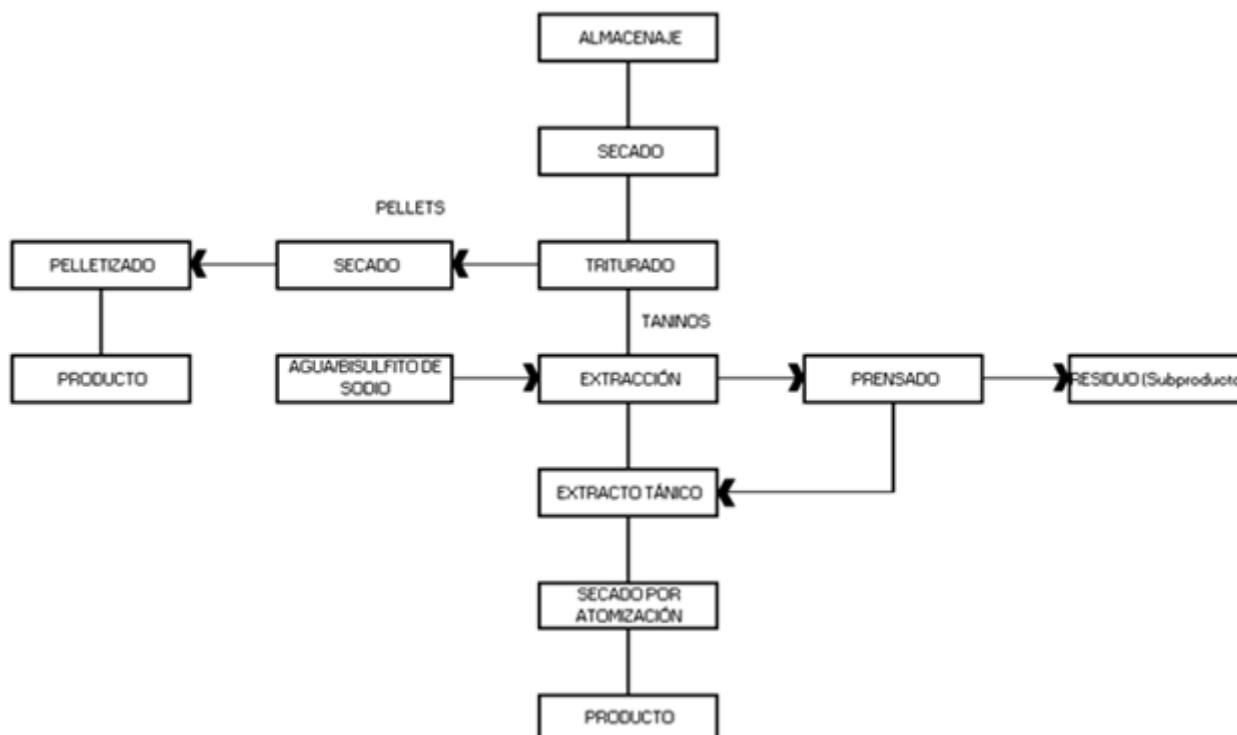 ALMACENAJE
SECADO
PELLETS
PELLETIZADO
SECADO
TRITURADO
TANINOS
PRODUCTO
AGUA/BISULFITO DE
SODIO
EXTRACCIÓN
PRENSADO
RESIDUO (Subproducto
EXTRACTO TÁNICO
SECADO POR
ATOMIZACIÓN
PRODUCTO